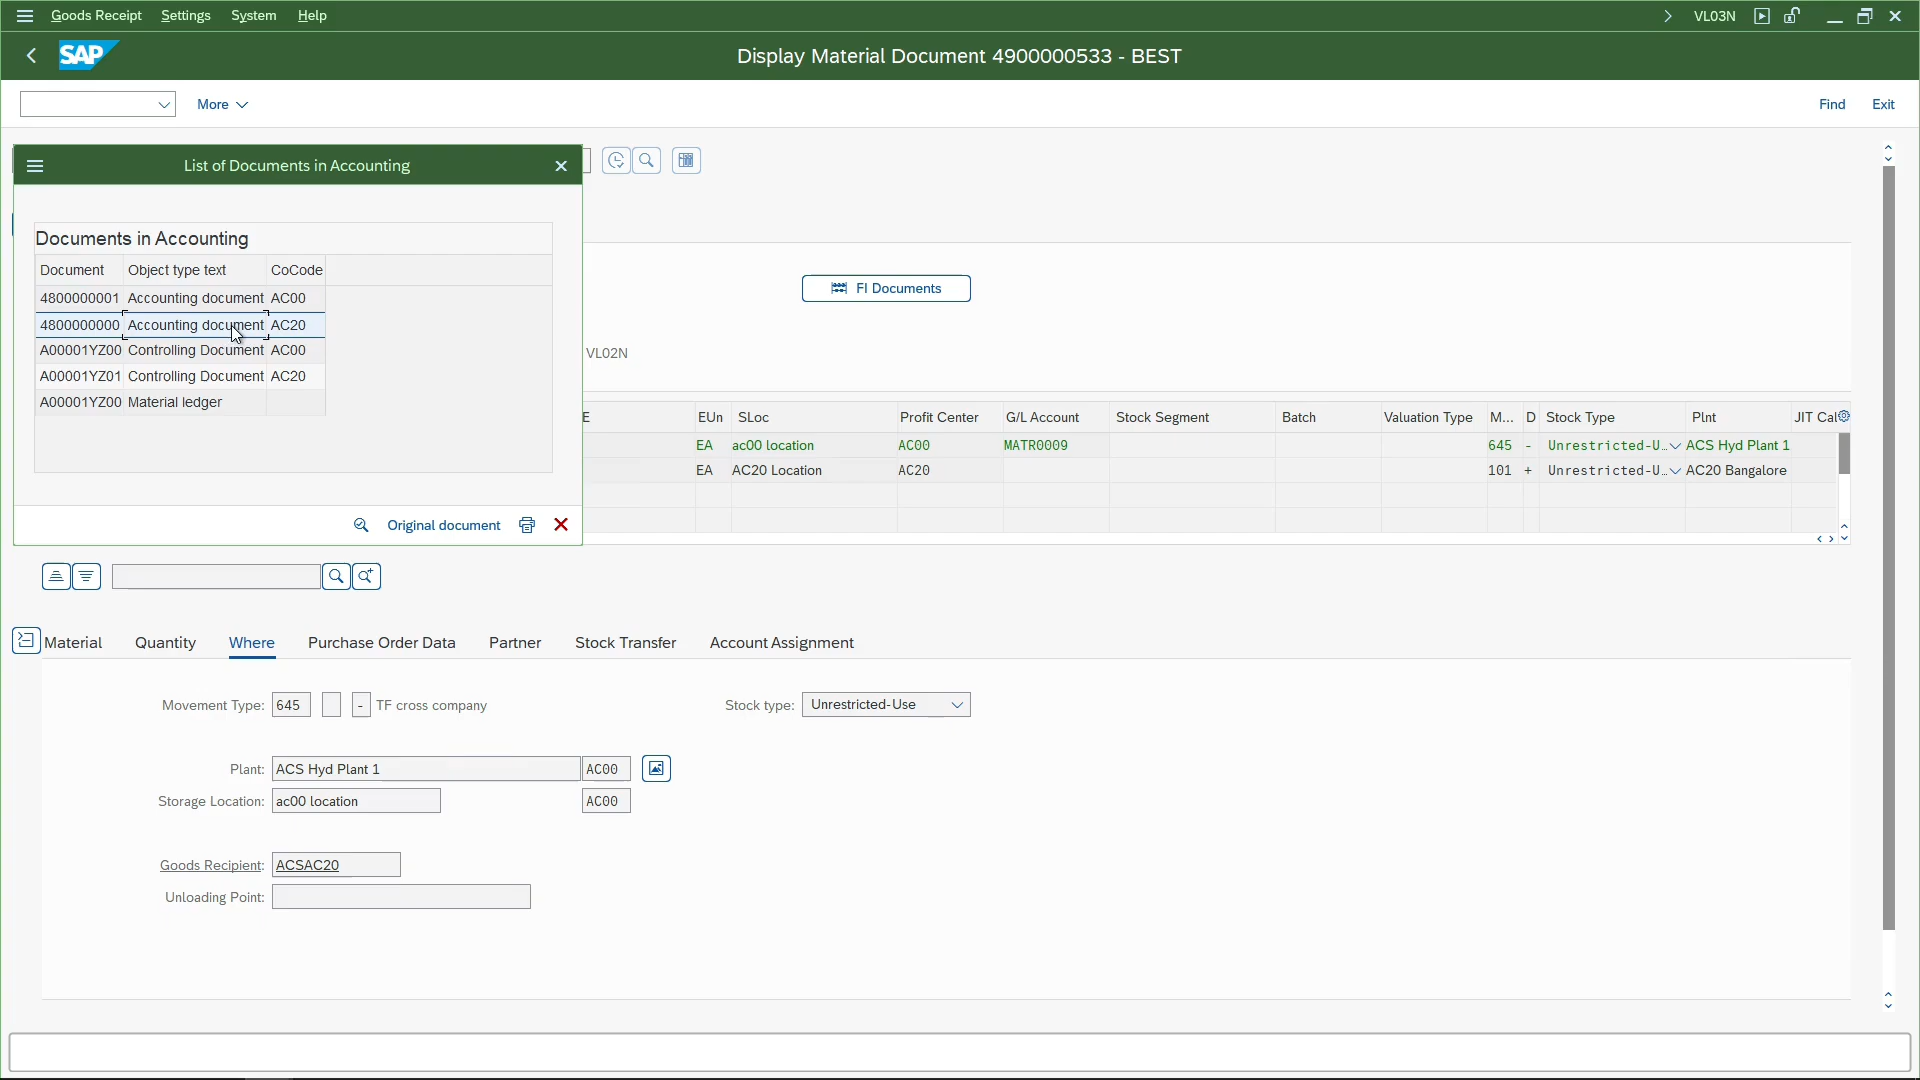 Goods Receipt Settings System Help VL03N
SAP Display Material Document 4900000533 - BEST
More Find Exit
List of Documents in Accounting
Documents in Accounting
Document Object type text CoCode
4800000001 Accounting document AC00
4800000000 Accounting document AC20
A00001YZ00 Controlling Document AC00
A00001YZ01 Controlling Document AC20
A00001YZ00 Material ledger
Original document
FI Documents
VL02N
E EUn SLoc Profit Center G/L Account Stock Segment Batch Valuation Type M... D Stock Type Plnt JIT Cal
EA ac00 location AC00 MATR0009 645 - Unrestricted-U.. ACS Hyd Plant 1
EA AC20 Location AC20 101 + Unrestricted-U.. AC20 Bangalore
Material Quantity Where Purchase Order Data Partner Stock Transfer Account Assignment
Movement Type: 645 - TF cross company Stock type: Unrestricted-Use
Plant: ACS Hyd Plant 1 AC00
Storage Location: ac00 location AC00
Goods Recipient: ACSAC20
Unloading Point: